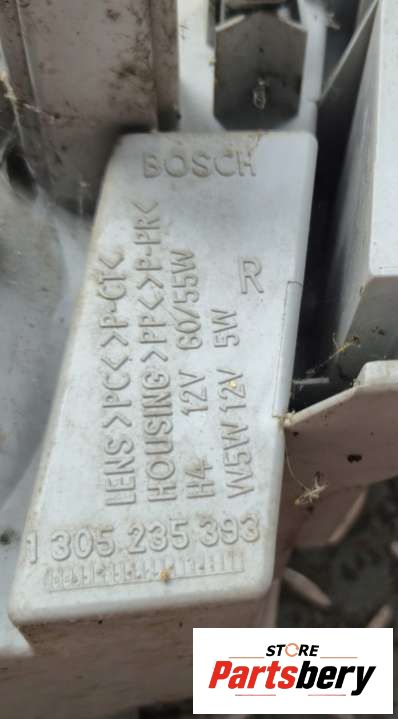 BOSCH
R
LENS>PC<>P-CT<
HOUSING>PP<>P-PR<
H4 12V 60/55W
W5W 12V 5W
1 305 235 393
STORE
Partsbery